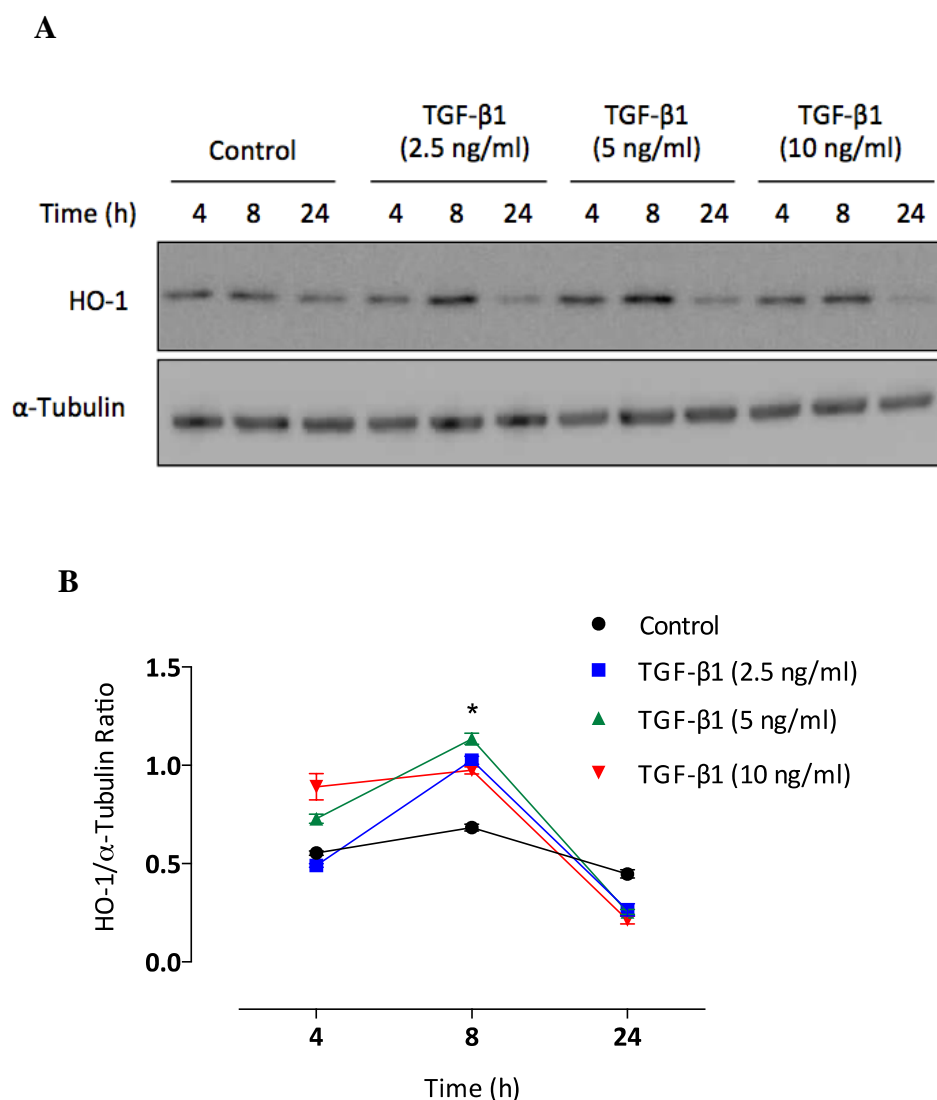 A
Control TGF-β1 (2.5 ng/ml) TGF-β1 (5 ng/ml) TGF-β1 (10 ng/ml)
Time (h) 4 8 24 4 8 24 4 8 24 4 8 24
HO-1
α-Tubulin
B
Control
TGF-β1 (2.5 ng/ml)
TGF-β1 (5 ng/ml)
TGF-β1 (10 ng/ml)
HO-1/α-Tubulin Ratio
1.5
1.0
0.5
0.0
*
4 8 24
Time (h)